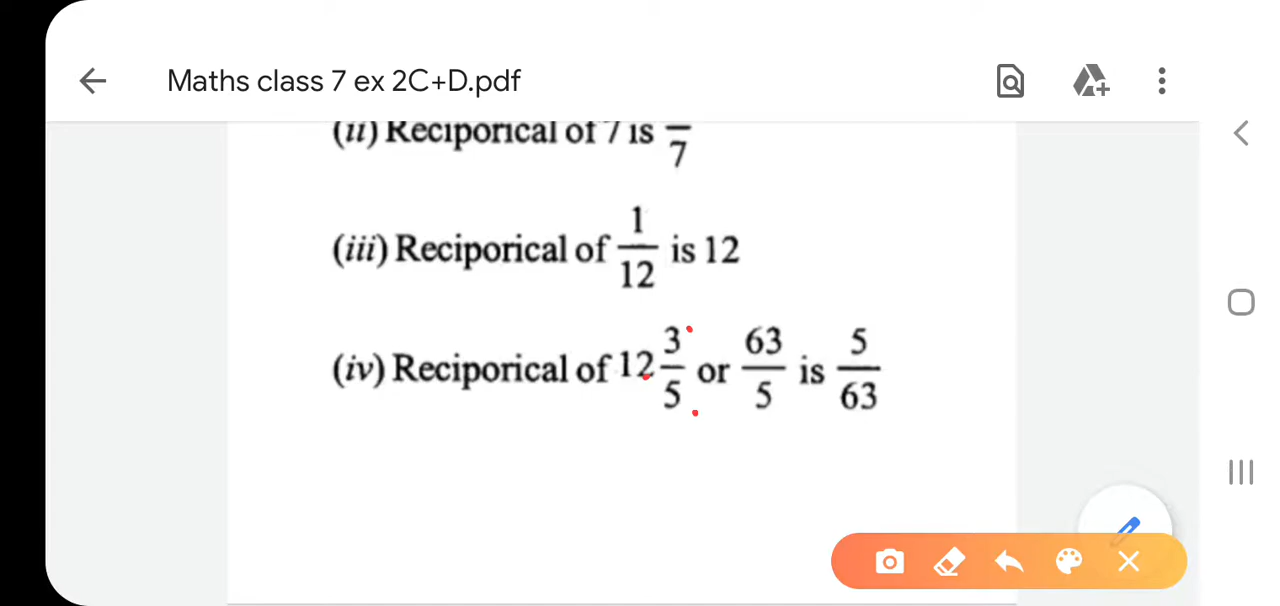 Maths class 7 ex 2C+D.pdf
(ii) Reciporical of 7 is —/7
(iii) Reciporical of 1/12 is 12
(iv) Reciporical of 12 3/5 or 63/5 is 5/63